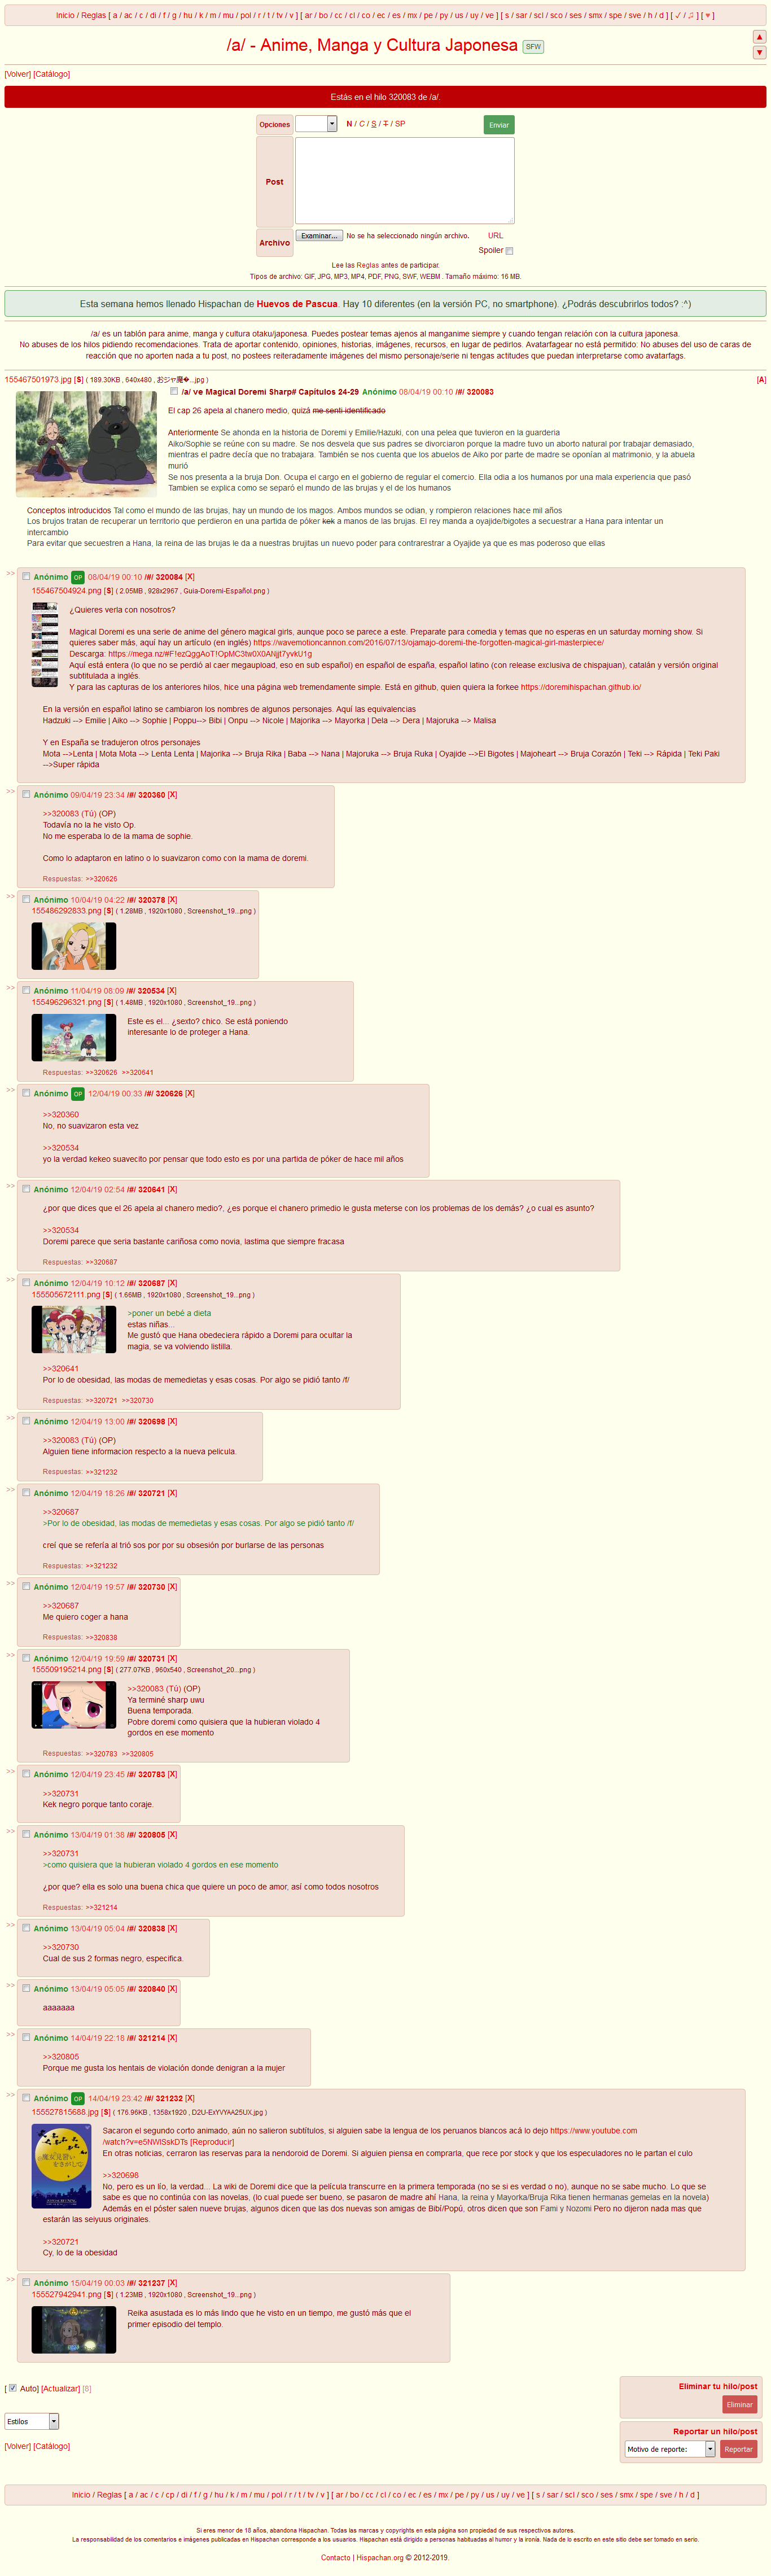 Inicio / Reglas [ a / ac / c / di / f / g / hu / k / m / mu / pol / r / t / tv / v ] [ ar / bo / cc / cl / co / ec / es / mx / pe / py / us / uy / ve ] [ s / sar / scl / sco / ses / smx / spe / sve / h / d ] [ ✓ / ♫ ] [ ♥ ]
/a/ - Anime, Manga y Cultura Japonesa SFW
▲
▼
[Volver] [Catálogo]
Estás en el hilo 320083 de /a/.
Opciones N / C / S / T / SP Enviar
Post
Archivo Examinar... No se ha seleccionado ningún archivo. URL
Spoiler
Lee las Reglas antes de participar.
Tipos de archivo: GIF, JPG, MP3, MP4, PDF, PNG, SWF, WEBM . Tamaño máximo: 16 MB.
Esta semana hemos llenado Hispachan de Huevos de Pascua. Hay 10 diferentes (en la versión PC, no smartphone). ¿Podrás descubrirlos todos? :^)
/a/ es un tablón para anime, manga y cultura otaku/japonesa. Puedes postear temas ajenos al manganime siempre y cuando tengan relación con la cultura japonesa.
No abuses de los hilos pidiendo recomendaciones. Trata de aportar contenido, opiniones, historias, imágenes, recursos, en lugar de pedirlos. Avatarfagear no está permitido: No abuses del uso de caras de
reacción que no aporten nada a tu post, no postees reiteradamente imágenes del mismo personaje/serie ni tengas actitudes que puedan interpretarse como avatarfags.
155467501973.jpg [S] ( 189.30KB , 640x480 , おジャ魔�...jpg ) [A]
/a/ ve Magical Doremi Sharp# Capítulos 24-29 Anónimo 08/04/19 00:10 /#/ 320083
El cap 26 apela al chanero medio, quizá me sentí identificado
Anteriormente Se ahonda en la historia de Doremi y Emilie/Hazuki, con una pelea que tuvieron en la guardería
Aiko/Sophie se reúne con su madre. Se nos desvela que sus padres se divorciaron porque la madre tuvo un aborto natural por trabajar demasiado,
mientras el padre decía que no trabajara. También se nos cuenta que los abuelos de Aiko por parte de madre se oponían al matrimonio, y la abuela
murió
Se nos presenta a la bruja Don. Ocupa el cargo en el gobierno de regular el comercio. Ella odia a los humanos por una mala experiencia que pasó
Tambien se explica como se separó el mundo de las brujas y el de los humanos
Conceptos introducidos Tal como el mundo de las brujas, hay un mundo de los magos. Ambos mundos se odian, y rompieron relaciones hace mil años
Los brujos tratan de recuperar un territorio que perdieron en una partida de póker kek a manos de las brujas. El rey manda a oyajide/bigotes a secuestrar a Hana para intentar un
intercambio
Para evitar que secuestren a Hana, la reina de las brujas le da a nuestras brujitas un nuevo poder para contrarestrar a Oyajide ya que es mas poderoso que ellas
>> Anónimo OP 08/04/19 00:10 /#/ 320084 [X]
155467504924.png [S] ( 2.05MB , 928x2967 , Guia-Doremi-Español.png )
¿Quieres verla con nosotros?
Magical Doremi es una serie de anime del género magical girls, aunque poco se parece a este. Preparate para comedia y temas que no esperas en un saturday morning show. Si
quieres saber más, aquí hay un artículo (en inglés) https://wavemotioncannon.com/2016/07/13/ojamajo-doremi-the-forgotten-magical-girl-masterpiece/
Descarga: https://mega.nz/#F!ezQggAoT!OpMC3tw0X0ANjjt7yvkU1g
Aquí está entera (lo que no se perdió al caer megaupload, eso en sub español) en español de españa, español latino (con release exclusiva de chispajuan), catalán y versión original
subtitulada a inglés.
Y para las capturas de los anteriores hilos, hice una página web tremendamente simple. Está en github, quien quiera la forkee https://doremihispachan.github.io/
En la versión en español latino se cambiaron los nombres de algunos personajes. Aquí las equivalencias
Hadzuki --> Emilie | Aiko --> Sophie | Poppu--> Bibi | Onpu --> Nicole | Majorika --> Mayorka | Dela --> Dera | Majoruka --> Malisa
Y en España se tradujeron otros personajes
Mota -->Lenta | Mota Mota --> Lenta Lenta | Majorika --> Bruja Rika | Baba --> Nana | Majoruka --> Bruja Ruka | Oyajide -->El Bigotes | Majoheart --> Bruja Corazón | Teki --> Rápida | Teki Paki
-->Super rápida
>> Anónimo 09/04/19 23:34 /#/ 320360 [X]
>>320083 (Tú) (OP)
Todavía no la he visto Op.
No me esperaba lo de la mama de sophie.
Como lo adaptaron en latino o lo suavizaron como con la mama de doremi.
Respuestas: >>320626
>> Anónimo 10/04/19 04:22 /#/ 320378 [X]
155486292833.png [S] ( 1.28MB , 1920x1080 , Screenshot_19...png )
>> Anónimo 11/04/19 08:09 /#/ 320534 [X]
155496296321.png [S] ( 1.48MB , 1920x1080 , Screenshot_19...png )
Este es el... ¿sexto? chico. Se está poniendo
interesante lo de proteger a Hana.
Respuestas: >>320626 >>320641
>> Anónimo OP 12/04/19 00:33 /#/ 320626 [X]
>>320360
No, no suavizaron esta vez
>>320534
yo la verdad kekeo suavecito por pensar que todo esto es por una partida de póker de hace mil años
>> Anónimo 12/04/19 02:54 /#/ 320641 [X]
¿por que dices que el 26 apela al chanero medio?, ¿es porque el chanero primedio le gusta meterse con los problemas de los demás? ¿o cual es asunto?
>>320534
Doremi parece que seria bastante cariñosa como novia, lastima que siempre fracasa
Respuestas: >>320687
>> Anónimo 12/04/19 10:12 /#/ 320687 [X]
155505672111.png [S] ( 1.66MB , 1920x1080 , Screenshot_19...png )
>poner un bebé a dieta
estas niñas...
Me gustó que Hana obedeciera rápido a Doremi para ocultar la
magia, se va volviendo listilla.
>>320641
Por lo de obesidad, las modas de memedietas y esas cosas. Por algo se pidió tanto /f/
Respuestas: >>320721 >>320730
>> Anónimo 12/04/19 13:00 /#/ 320698 [X]
>>320083 (Tú) (OP)
Alguien tiene informacion respecto a la nueva pelicula.
Respuestas: >>321232
>> Anónimo 12/04/19 18:26 /#/ 320721 [X]
>>320687
>Por lo de obesidad, las modas de memedietas y esas cosas. Por algo se pidió tanto /f/
creí que se refería al trió sos por por su obsesión por burlarse de las personas
Respuestas: >>321232
>> Anónimo 12/04/19 19:57 /#/ 320730 [X]
>>320687
Me quiero coger a hana
Respuestas: >>320838
>> Anónimo 12/04/19 19:59 /#/ 320731 [X]
155509195214.png [S] ( 277.07KB , 960x540 , Screenshot_20...png )
>>320083 (Tú) (OP)
Ya terminé sharp uwu
Buena temporada.
Pobre doremi como quisiera que la hubieran violado 4
gordos en ese momento
Respuestas: >>320783 >>320805
>> Anónimo 12/04/19 23:45 /#/ 320783 [X]
>>320731
Kek negro porque tanto coraje.
>> Anónimo 13/04/19 01:38 /#/ 320805 [X]
>>320731
>como quisiera que la hubieran violado 4 gordos en ese momento
¿por que? ella es solo una buena chica que quiere un poco de amor, así como todos nosotros
Respuestas: >>321214
>> Anónimo 13/04/19 05:04 /#/ 320838 [X]
>>320730
Cual de sus 2 formas negro, especifica.
>> Anónimo 13/04/19 05:05 /#/ 320840 [X]
aaaaaaa
>> Anónimo 14/04/19 22:18 /#/ 321214 [X]
>>320805
Porque me gusta los hentais de violación donde denigran a la mujer
>> Anónimo OP 14/04/19 23:42 /#/ 321232 [X]
155527815688.jpg [S] ( 176.96KB , 1358x1920 , D2U-ExYVYAA25UX.jpg )
Sacaron el segundo corto animado, aún no salieron subtítulos, si alguien sabe la lengua de los peruanos blancos acá lo dejo https://www.youtube.com
/watch?v=e5NWlSskDTs [Reproducir]
En otras noticias, cerraron las reservas para la nendoroid de Doremi. Si alguien piensa en comprarla, que rece por stock y que los especuladores no le partan el culo
>>320698
No, pero es un lío, la verdad... La wiki de Doremi dice que la película transcurre en la primera temporada (no se si es verdad o no), aunque no se sabe mucho. Lo que se
sabe es que no continúa con las novelas, (lo cual puede ser bueno, se pasaron de madre ahí Hana, la reina y Mayorka/Bruja Rika tienen hermanas gemelas en la novela)
Además en el póster salen nueve brujas, algunos dicen que las dos nuevas son amigas de Bibí/Popú, otros dicen que son Fami y Nozomi Pero no dijeron nada mas que
estarán las seiyuus originales.
>>320721
Cy, lo de la obesidad
>> Anónimo 15/04/19 00:03 /#/ 321237 [X]
155527942941.png [S] ( 1.23MB , 1920x1080 , Screenshot_19...png )
Reika asustada es lo más lindo que he visto en un tiempo, me gustó más que el
primer episodio del templo.
[ Auto] [Actualizar] [8]
Eliminar tu hilo/post
Eliminar
Estilos
Reportar un hilo/post
Motivo de reporte: Reportar
[Volver] [Catálogo]
Inicio / Reglas [ a / ac / c / cp / di / f / g / hu / k / m / mu / pol / r / t / tv / v ] [ ar / bo / cc / cl / co / ec / es / mx / pe / py / us / uy / ve ] [ s / sar / scl / sco / ses / smx / spe / sve / h / d ]
Si eres menor de 18 años, abandona Hispachan. Todas las marcas y copyrights en esta página son propiedad de sus respectivos autores.
La responsabilidad de los comentarios e imágenes publicadas en Hispachan corresponde a los usuarios. Hispachan está dirigido a personas habituadas al humor y la ironía. Nada de lo escrito en este sitio debe ser tomado en serio.
Contacto | Hispachan.org © 2012-2019.